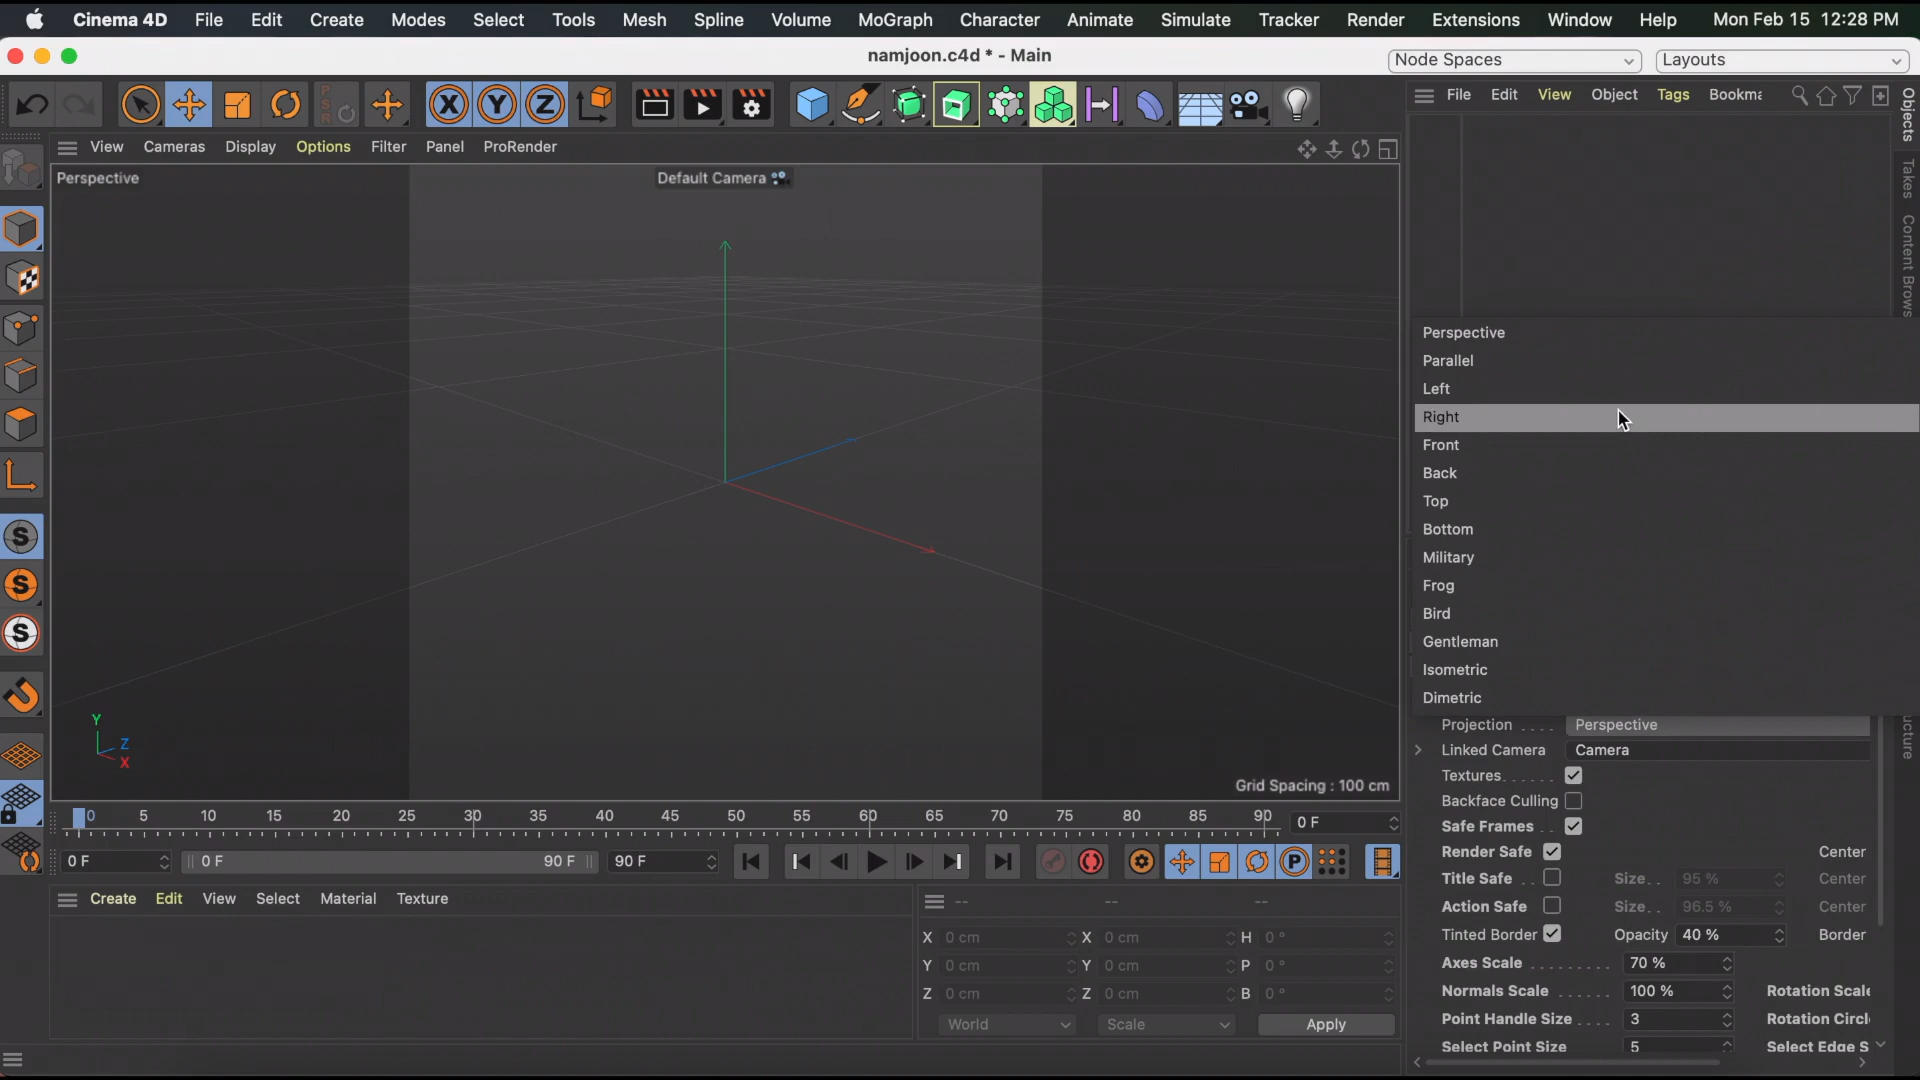 Cinema 4D File Edit Create Modes Select Tools Mesh Spline Volume MoGraph Character Animate Simulate Tracker Render Extensions Window Help Mon Feb 15 12:28 PM
namjoon.c4d * - Main
Node Spaces
Layouts
PSR
X Y Z
File Edit View Object Tags Bookma
Objects
Takes
Content Brows
View Cameras Display Options Filter Panel ProRender
Perspective
Default Camera
Perspective
Parallel
Left
Right
Front
Back
Top
Bottom
Military
Frog
Bird
Gentleman
Isometric
Dimetric
S
S
S
Y
Z
X
Grid Spacing : 100 cm
Projection .... Perspective
Linked Camera Camera
ucture
Textures......
Backface Culling
Safe Frames ..
Render Safe Center
Title Safe .. Size.. 95 % Center
Action Safe Size.. 96.5 % Center
Tinted Border Opacity 40 % Border
Axes Scale ......... 70 %
Normals Scale ...... 100 % Rotation Scale
Point Handle Size .... 3 Rotation Circl
Select Point Size 5 Select Edge S
0 5 10 15 20 25 30 35 40 45 50 55 60 65 70 75 80 85 90 0 F
0 F 0 F 90 F 90 F P
Create Edit View Select Material Texture
-- -- --
X 0 cm X 0 cm H 0 °
Y 0 cm Y 0 cm P 0 °
Z 0 cm Z 0 cm B 0 °
World Scale Apply